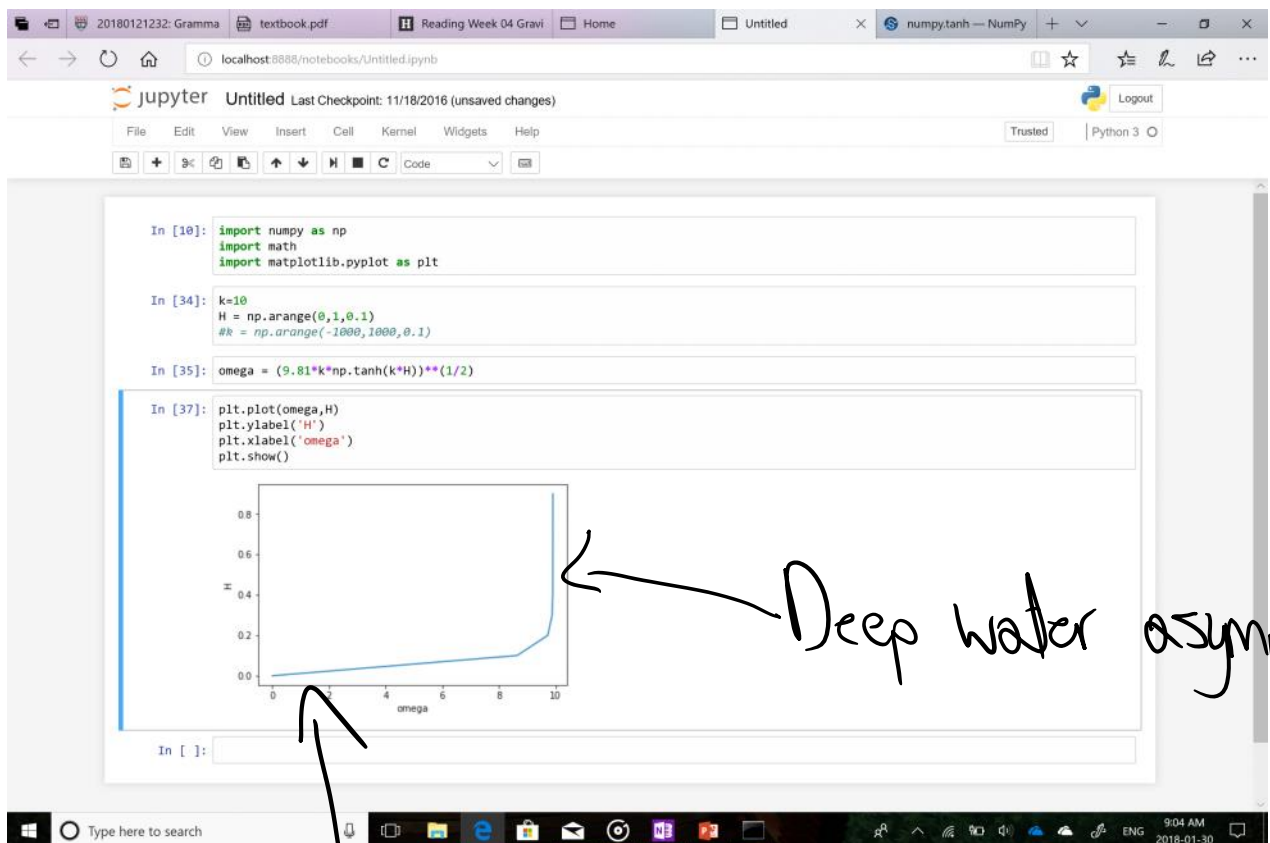 20180121232: Gramma
textbook.pdf
Reading Week 04 Gravi
Home
Untitled
numpy.tanh — NumPy
localhost:8888/notebooks/Untitled.ipynb
jupyter Untitled Last Checkpoint: 11/18/2016 (unsaved changes)
Logout
File Edit View Insert Cell Kernel Widgets Help
Trusted
Python 3
Code
In [10]: import numpy as np
import math
import matplotlib.pyplot as plt
In [34]: k=10
H = np.arange(0,1,0.1)
#k = np.arange(-1000,1000,0.1)
In [35]: omega = (9.81*k*np.tanh(k*H))**(1/2)
In [37]: plt.plot(omega,H)
plt.ylabel('H')
plt.xlabel('omega')
plt.show()
0.8
0.6
H
0.4
0.2
0.0
0 2 4 6 8 10
omega
Deep water asym
In [ ]:
Type here to search
ENG
9:04 AM
2018-01-30